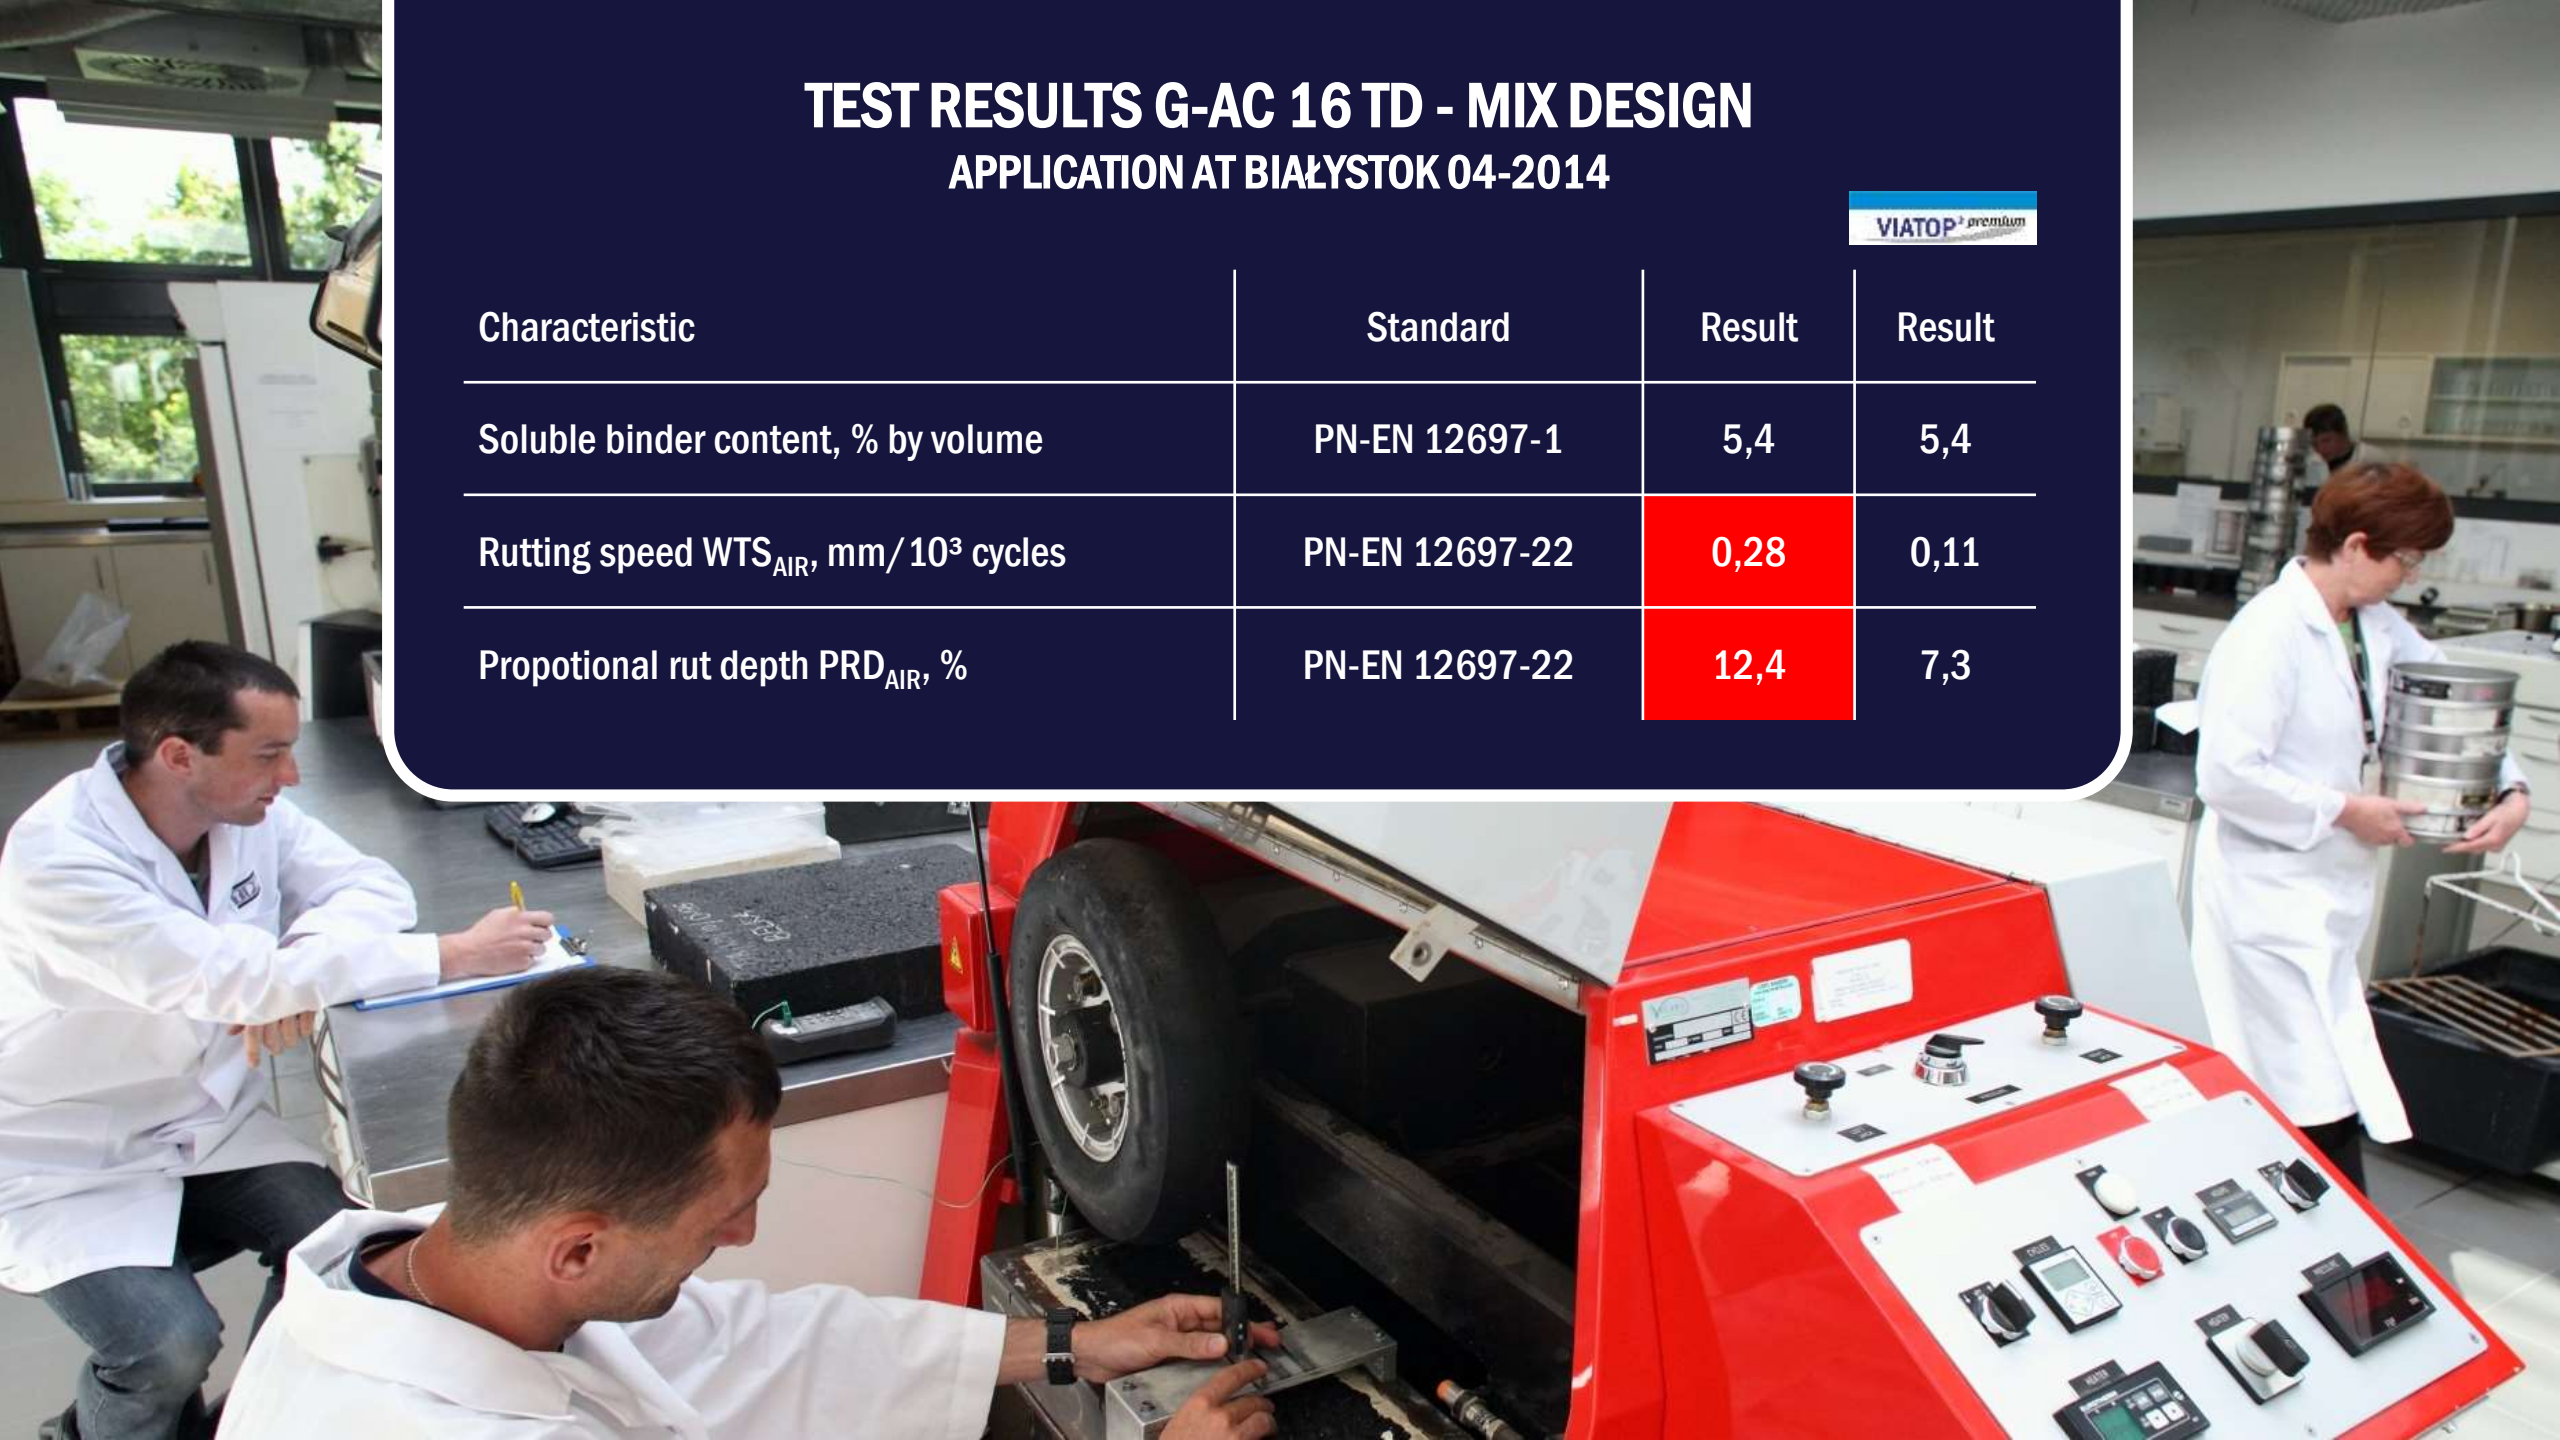 TEST RESULTS G-AC 16 TD - MIX DESIGN
APPLICATION AT BIAŁYSTOK 04-2014
VIATOP premium
Characteristic Standard Result Result
Soluble binder content, % by volume PN-EN 12697-1 5,4 5,4
Rutting speed WTSAIR, mm/10³ cycles PN-EN 12697-22 0,28 0,11
Propotional rut depth PRDAIR, % PN-EN 12697-22 12,4 7,3
CYCLES
HEATER
HEATER